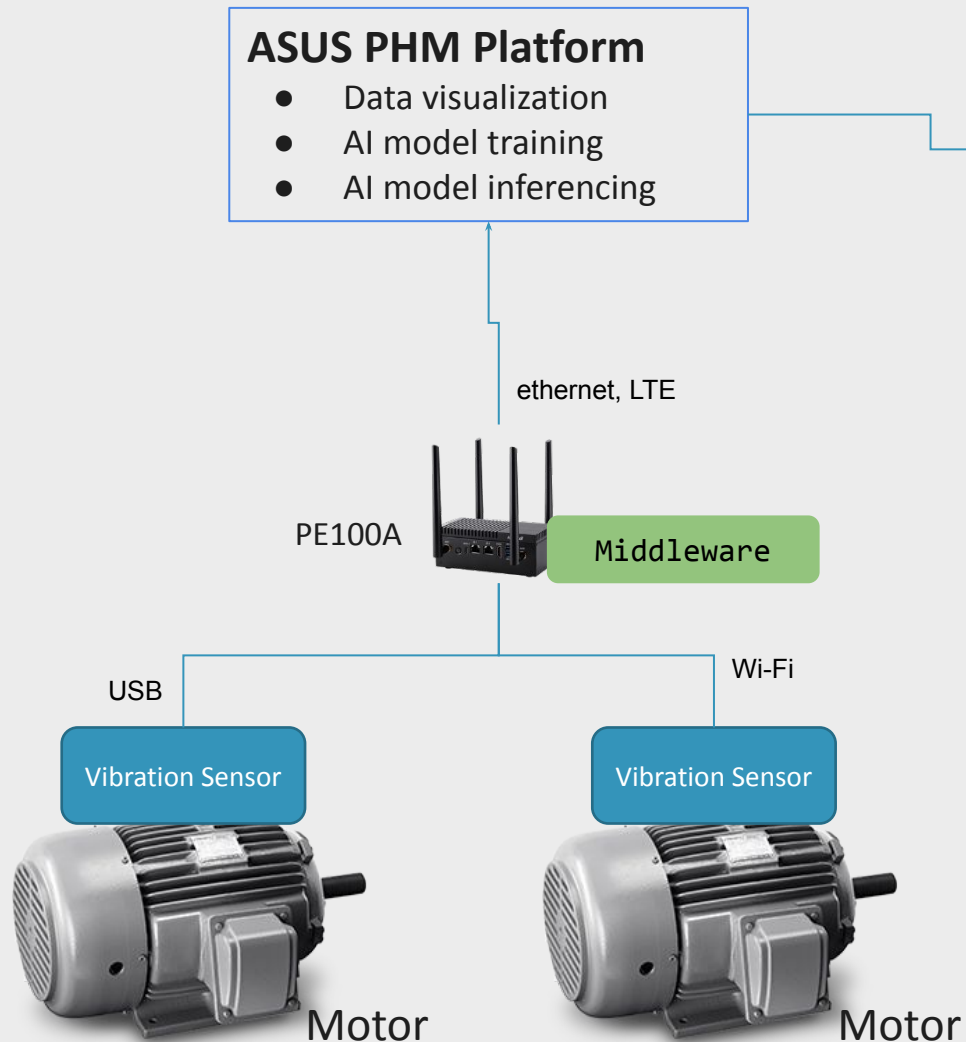 ASUS PHM Platform
● Data visualization
● AI model training
● AI model inferencing
ethernet, LTE
PE100A
Middleware
USB
Wi-Fi
Vibration Sensor
Vibration Sensor
Motor
Motor